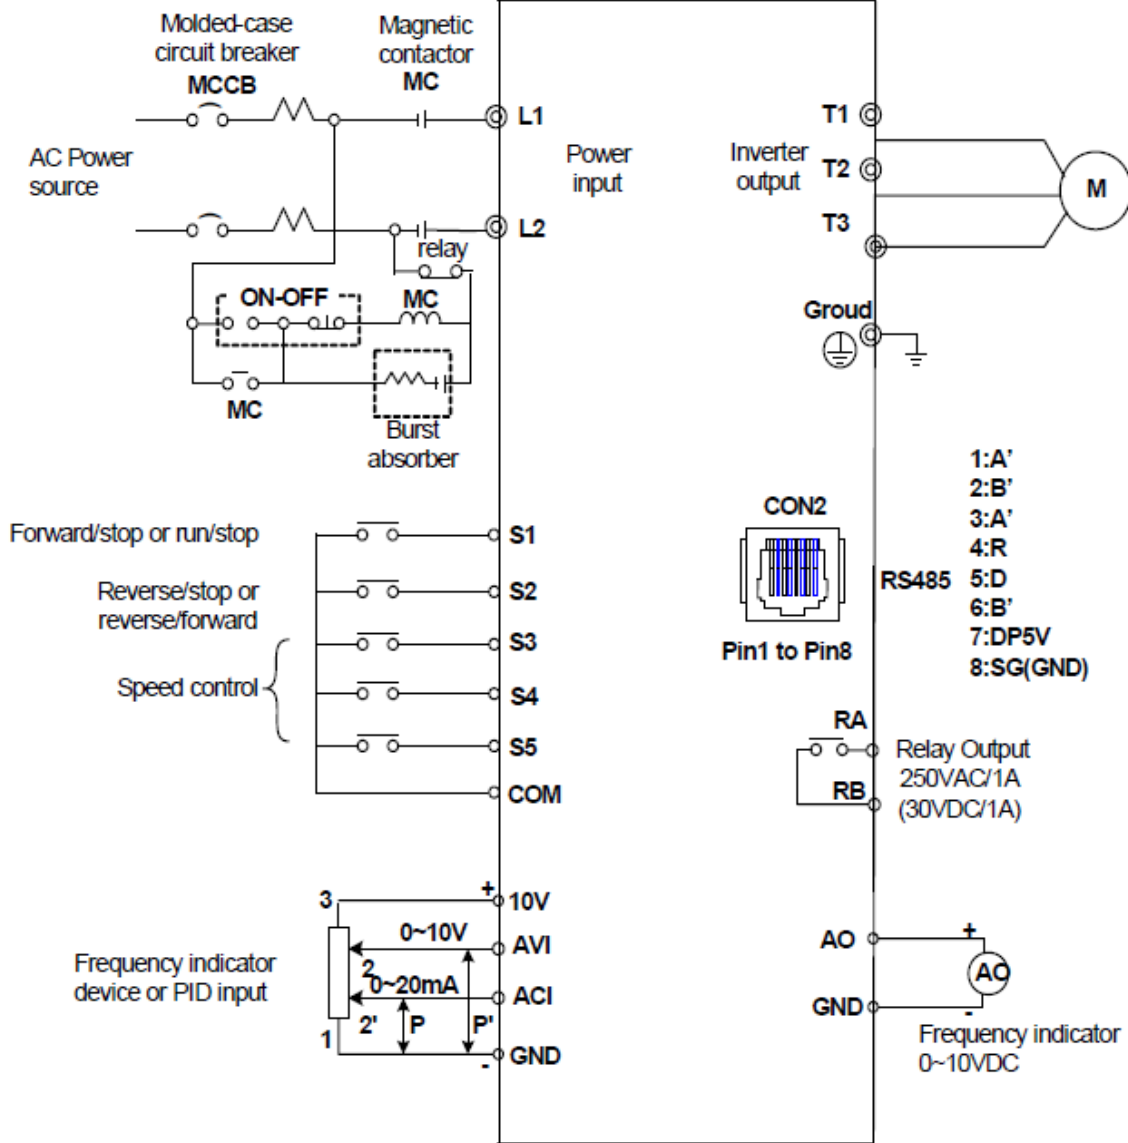 Molded-case
circuit breaker
MCCB
Magnetic
contactor
MC
L1
AC Power
source
Power
input
L2
relay
ON-OFF
MC
MC
Burst
absorber
T1
Inverter
output
T2
T3
M
Groud
Forward/stop or run/stop
S1
Reverse/stop or
reverse/forward
S2
S3
Speed control
S4
S5
COM
CON2
Pin1 to Pin8
RS485
1:A’
2:B’
3:A’
4:R
5:D
6:B’
7:DP5V
8:SG(GND)
RA
RB
Relay Output
250VAC/1A
(30VDC/1A)
3
+
10V
0~10V
AVI
Frequency indicator
device or PID input
2
0~20mA
ACI
2'
P
P'
1
-
GND
AO
+
AO
GND
-
Frequency indicator
0~10VDC